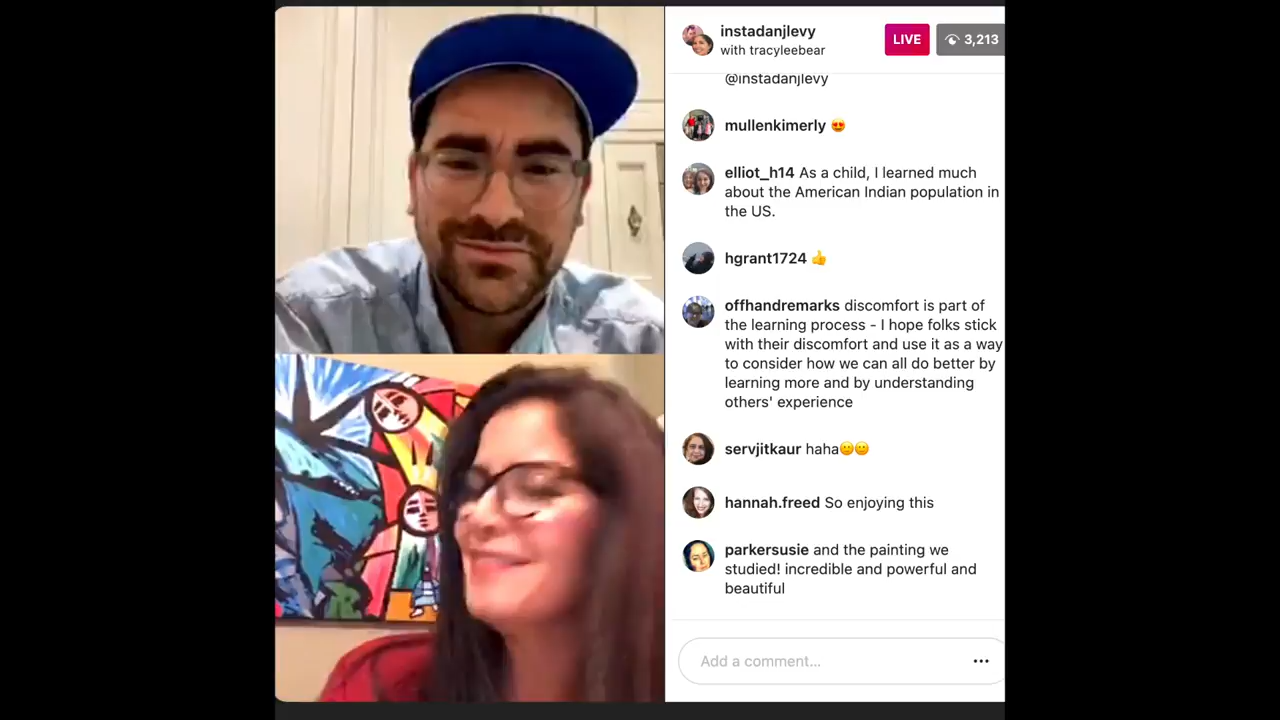 instadanjlevy
with tracyleebear
LIVE
3,213
@instadanjlevy
mullenkimerly 😍
elliot_h14 As a child, I learned much
about the American Indian population in
the US.
hgrant1724 👍
offhandremarks discomfort is part of
the learning process - I hope folks stick
with their discomfort and use it as a way
to consider how we can all do better by
learning more and by understanding
others' experience
servjitkaur haha😕😕
hannah.freed So enjoying this
parkersusie and the painting we
studied! incredible and powerful and
beautiful
Add a comment...